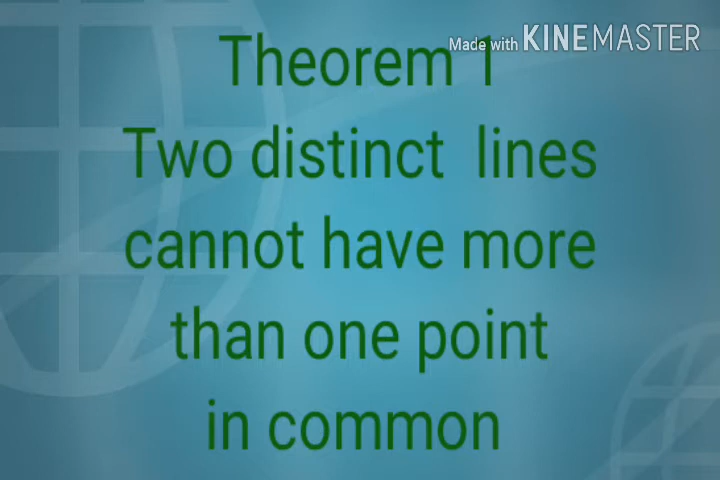 Made with KINEMASTER
Theorem 1
Two distinct lines
cannot have more
than one point
in common